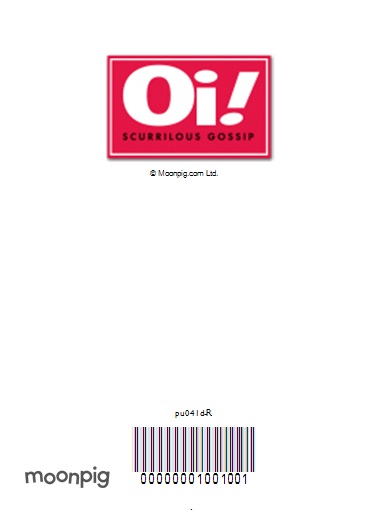 Oi!
SCURRILOUS GOSSIP
© Moonpig.com Ltd.
pu041d-R
moonpig
00000001001001